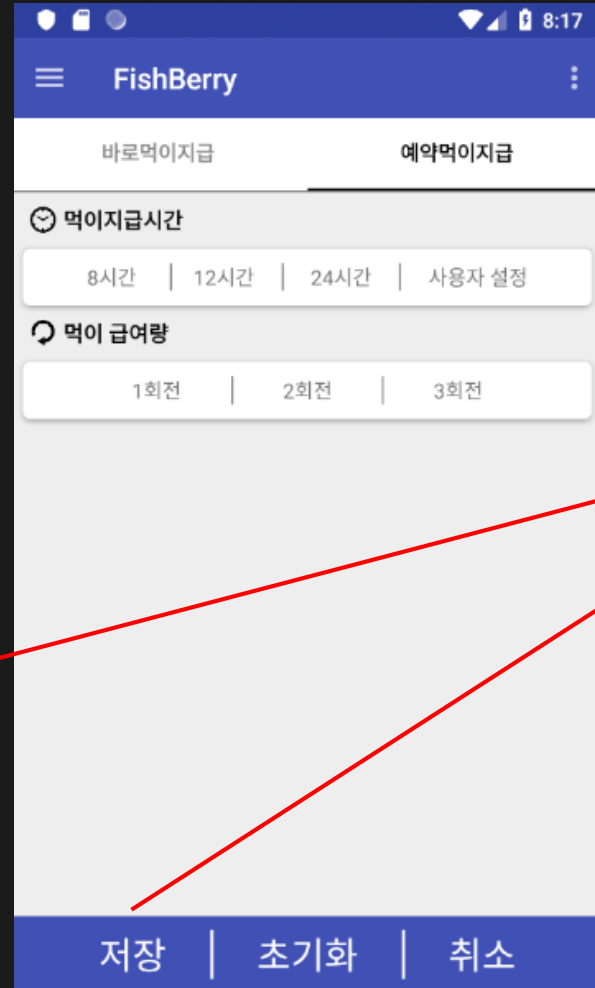 8:17
FishBerry
바로먹이지급 예약먹이지급
먹이지급시간
8시간 | 12시간 | 24시간 | 사용자 설정
먹이 급여량
1회전 | 2회전 | 3회전
저장 | 초기화 | 취소